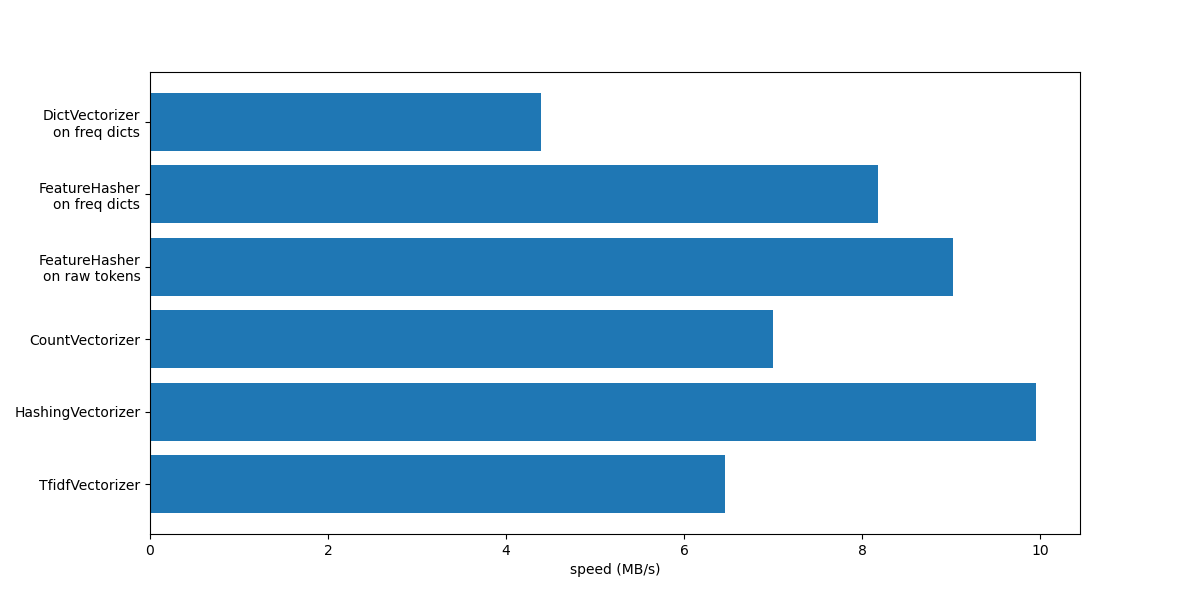 DictVectorizer
on freq dicts
FeatureHasher
on freq dicts
FeatureHasher
on raw tokens
CountVectorizer
HashingVectorizer
TfidfVectorizer
0 2 4 6 8 10
speed (MB/s)